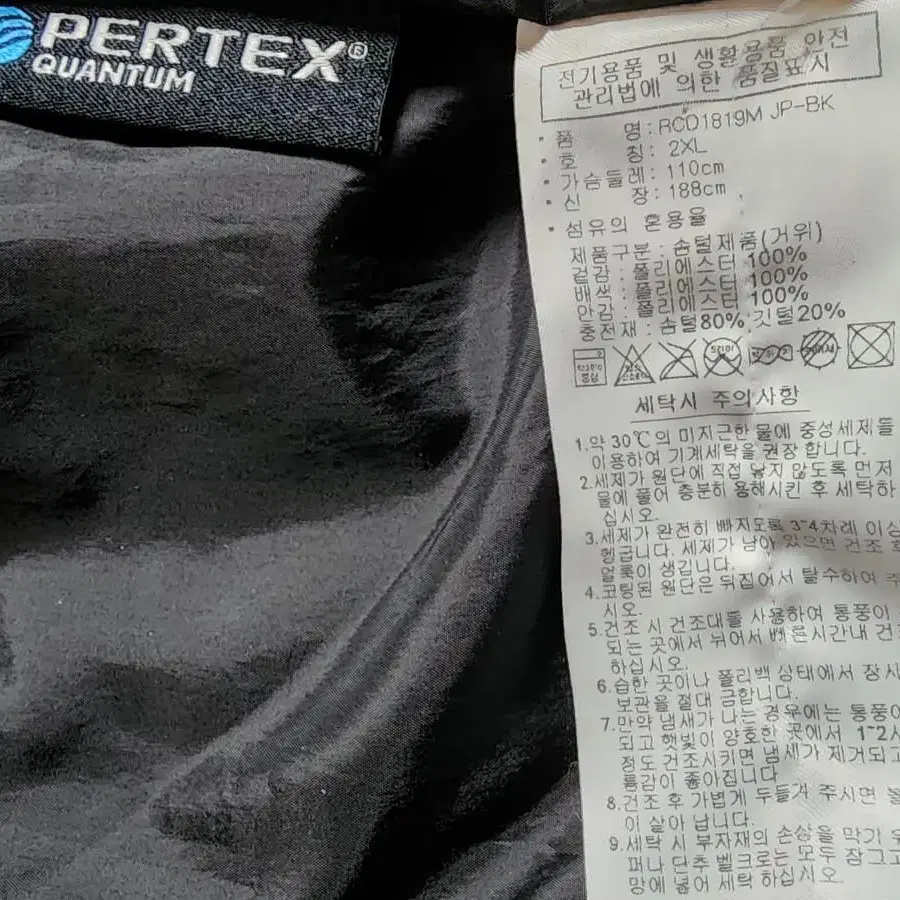 PERTEX®
QUANTUM
전기용품 및 생활용품 안전
관리법에 의한 품질표시
• 품 명 : RCD1819M JP-BK
• 호 칭 : 2XL
• 가슴둘레 : 110cm
• 신 장 : 188cm
• 섬유의 혼용율
제품구분 : 솜털제품(거위)
겉감 : 폴리에스터 100%
배색 : 폴리에스터 100%
안감 : 폴리에스터 100%
충전재 : 솜털80% 깃털20%
드라이
세탁시 주의사항
1.약 30℃의 미지근한 물에 중성세제를
이용하여 기계세탁을 권장 합니다.
2.세제가 원단에 직접 닿지 않도록 먼저
물에 풀어 충분히 용해시킨 후 세탁하
십시오.
3.세제가 완전히 빠지도록 3~4차례 이상
헹굽니다. 세제가 남아 있으면 건조 후
얼룩이 생깁니다.
4.코팅된 원단은 뒤집어서 탈수하여 주
시오.
5.건조 시 건조대를 사용하여 통풍이
되는 곳에서 뉘어서 빠른시간내 건
하십시오.
6.습한 곳이나 폴리백 상태에서 장시
보관을 절대 금합니다.
7.만약 냄새가 나는 경우에는 통풍이
되고 햇빛이 양호한 곳에서 1~2시
정도 건조시키면 냄새가 제거되고
틈감이 좋아집니다
8.건조 후 가볍게 두들겨 주시면 볼
이 살아 납니다.
9.세탁 시 부자재의 손상을 막기 위
퍼나 단추 벨크로는 모두 잠그고
망에 넣어 세탁 하십시오.